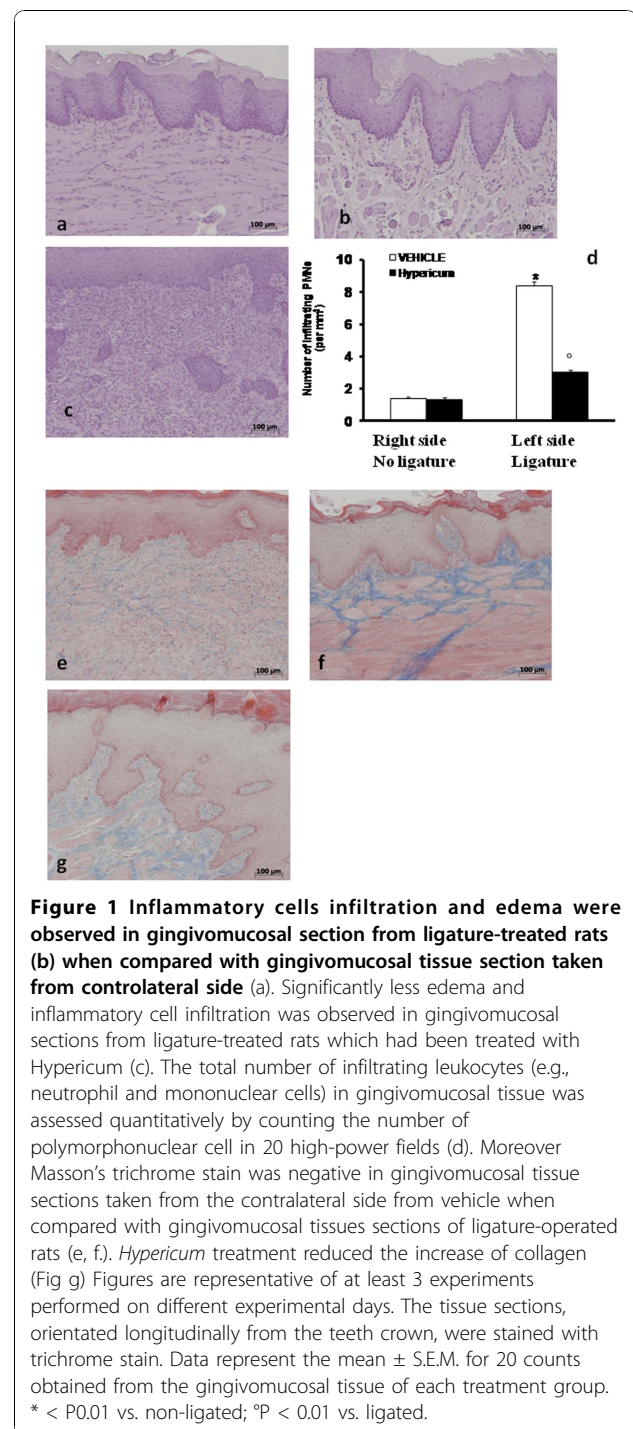 100 µm
a
100 µm
b
100 µm
c
d
VEHICLE
Hypericum
Number of infiltrating PMNs
(per mm²)
10
8
6
4
2
0
*
°
Right side
No ligature
Left side
Ligature
100 µm
e
100 µm
f
100 µm
g
Figure 1 Inflammatory cells infiltration and edema were
observed in gingivomucosal section from ligature-treated rats
(b) when compared with gingivomucosal tissue section taken
from controlateral side (a). Significantly less edema and
inflammatory cell infiltration was observed in gingivomucosal
sections from ligature-treated rats which had been treated with
Hypericum (c). The total number of infiltrating leukocytes (e.g.,
neutrophil and mononuclear cells) in gingivomucosal tissue was
assessed quantitatively by counting the number of
polymorphonuclear cell in 20 high-power fields (d). Moreover
Masson's trichrome stain was negative in gingivomucosal tissue
sections taken from the contralateral side from vehicle when
compared with gingivomucosal tissues sections of ligature-operated
rats (e, f.). Hypericum treatment reduced the increase of collagen
(Fig g) Figures are representative of at least 3 experiments
performed on different experimental days. The tissue sections,
orientated longitudinally from the teeth crown, were stained with
trichrome stain. Data represent the mean ± S.E.M. for 20 counts
obtained from the gingivomucosal tissue of each treatment group.
* < P0.01 vs. non-ligated; °P < 0.01 vs. ligated.